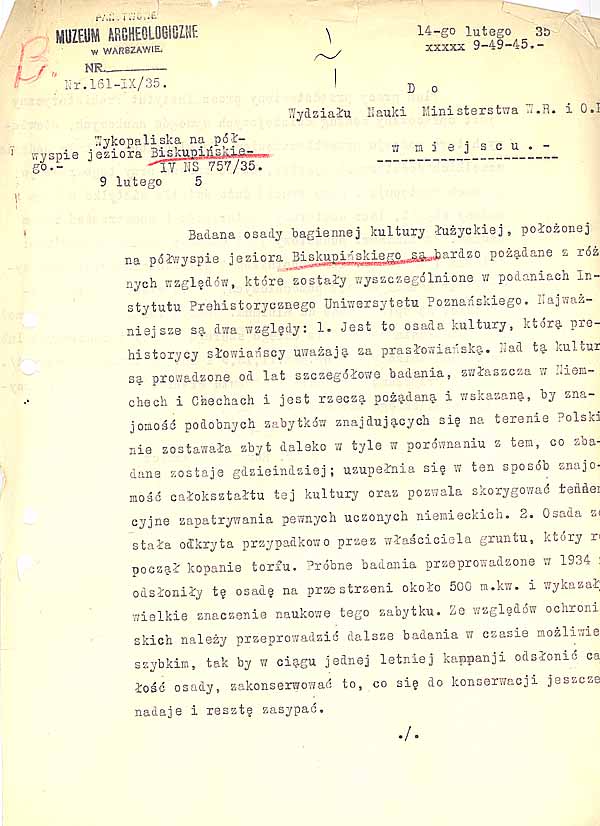 PAŃSTWOWE
MUZEUM ARCHEOLOGICZNE
W WARSZAWIE.
NR.
Nr.161-IX/35.
14-go lutego 35
xxxxx 9-49-45.-
B.
D o
Wydziału Nauki Ministerstwa W.R. i O.
w m i e j s c u . -
Wykopaliska na pół-
wyspie jeziora Biskupińskie-
go.- IV NS 757/35.
9 lutego 5
Badana osady bagiennej kultury łużyckiej, położonej
na półwyspie jeziora Biskupińskiego są bardzo pożądane z róż
nych względów, które zostały wyszczególnione w podaniach In-
stytutu Prehistorycznego Uniwersytetu Poznańskiego. Najważ-
niejsze są dwa względy: 1. Jest to osada kultury, którą pre-
historycy słowiańscy uważają za prasłowiańską. Nad tą kultur
są prowadzone od lat szczegółowe badania, zwłaszcza w Niem-
chech i Czechach i jest rzeczą pożądaną i wskazaną, by zna-
jomość podobnych zabytków znajdujących się na terenie Polski
nie zostawała zbyt daleko w tyle w porównaniu z tem, co zba-
dane zostaje gdzieindziej; uzupełnia się w ten sposób znajo-
mość całokształtu tej kultury oraz pozwala skorygować tenden
cyjne zapatrywania pewnych uczonych niemieckich. 2. Osada zo
stała odkryta przypadkowo przez właściciela gruntu, który r
począł kopanie torfu. Próbne badania przeprowadzone w 1934
odsłoniły tę osadę na przestrzeni około 500 m.kw. i wykazał
wielkie znaczenie naukowe tego zabytku. Ze względów ochroni
skich należy przeprowadzić dalsze badania w czasie możliwie
szybkim, tak by w ciągu jednej letniej kampanji odsłonić ca
łość osady, zakonserwować to, co się do konserwacji jeszcze
nadaje i resztę zasypać.
./.